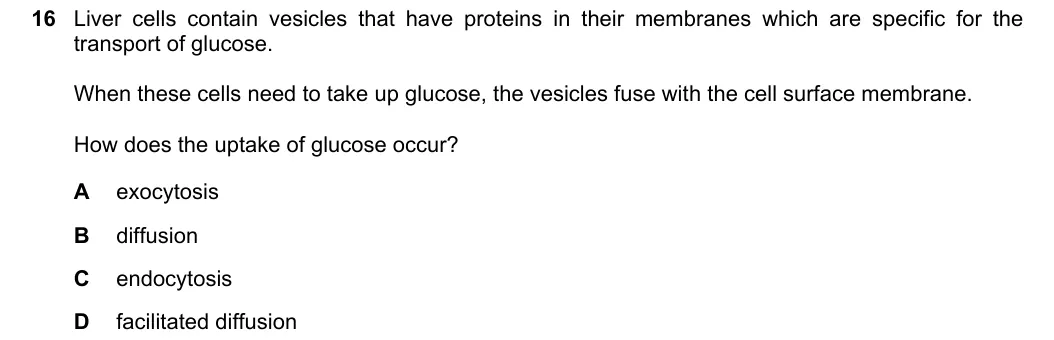 16 Liver cells contain vesicles that have proteins in their membranes which are specific for the
transport of glucose.
When these cells need to take up glucose, the vesicles fuse with the cell surface membrane.
How does the uptake of glucose occur?
A exocytosis
B diffusion
C endocytosis
D facilitated diffusion